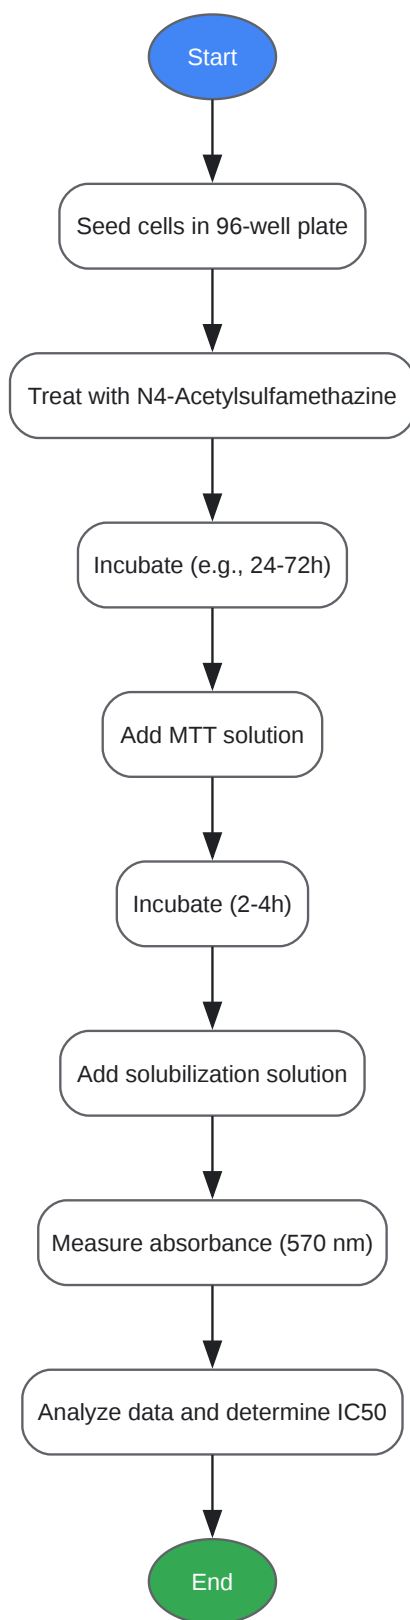 Start
Seed cells in 96-well plate
Treat with N4-Acetylsulfamethazine
Incubate (e.g., 24-72h)
Add MTT solution
Incubate (2-4h)
Add solubilization solution
Measure absorbance (570 nm)
Analyze data and determine IC50
End